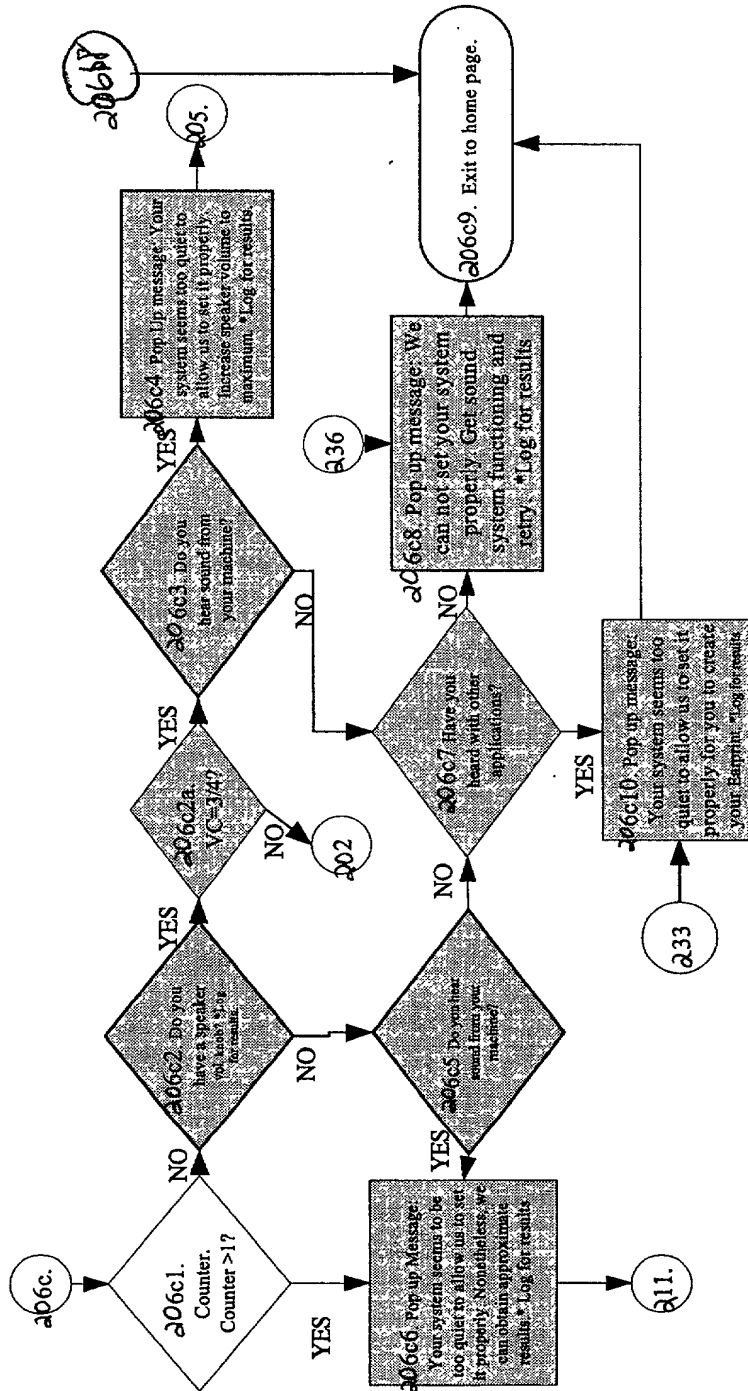 206c.
206c1.
Counter.
Counter >1?
NO
YES
206c2. Do you
have a speaker
vol. knob? *Log
for results.
YES
NO
206c2a.
VC=3/4?
YES
NO
202
206c3. Do you
hear sound from
your machine?
YES
NO
206c4. Pop Up message: Your
system seems too quiet to
allow us to set it properly.
Increase speaker volume to
maximum. *Log for results.
205.
206c5. Do you hear
sound from your
machine?
YES
NO
206c6. Pop up Message:
Your system seems to be
too quiet to allow us to set
it properly. Nonetheless, we
can obtain approximate
results.* Log for results
211.
206c7. Have you
heard with other
applications?
NO
YES
236
206c8. Pop up message: We
can not set your system
properly. Get sound
system functioning and
retry. *Log for results
206c9. Exit to home page.
233
206c10. Pop up message:
Your system seems too
quiet to allow us to set it
properly for you to create
your Earprint. *Log for results